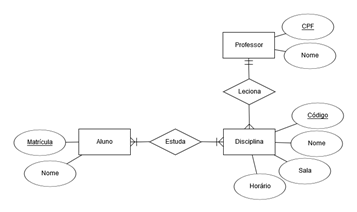 CPF
Professor
Nome
Leciona
Código
Matrícula
Aluno
Estuda
Disciplina
Nome
Nome
Sala
Horário